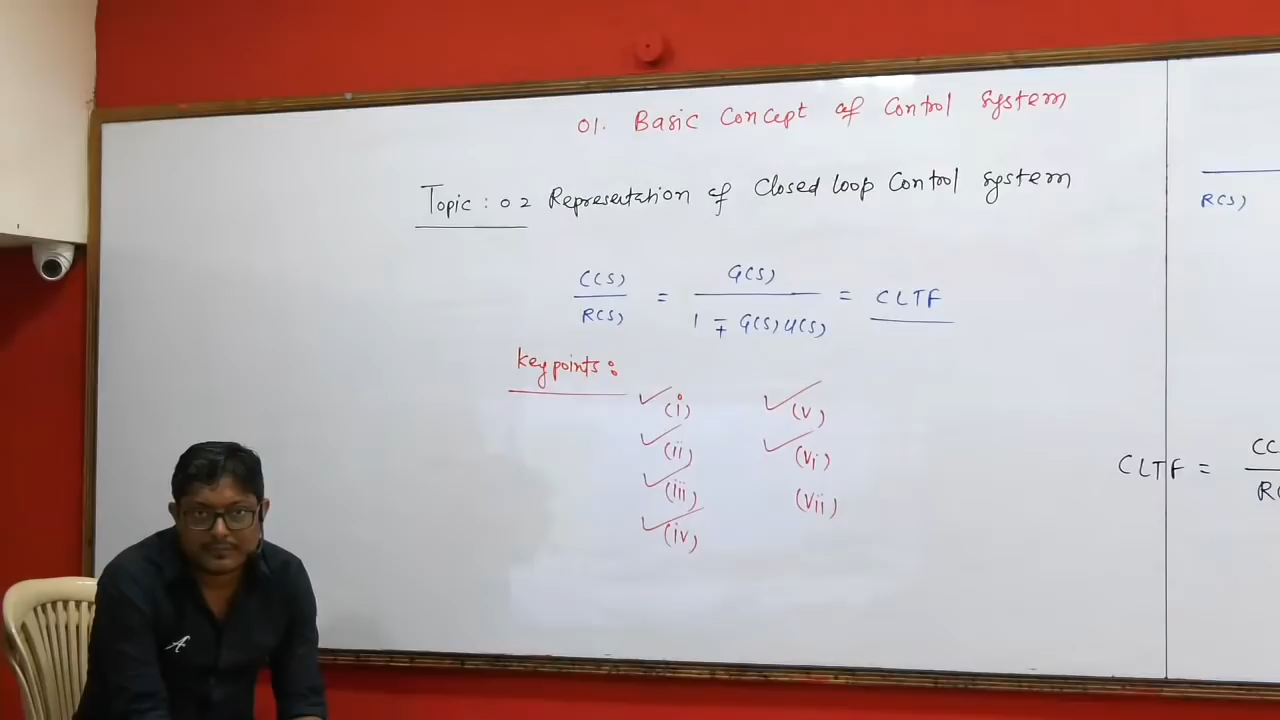 01. Basic Concept of Control System
Topic : 02 Representation of Closed loop Control System
R(S)
C(S) / R(S) = G(S) / 1 ∓ G(S)H(S) = CLTF
Key points :
✓(i) ✓(v)
✓(ii) ✓(vi)
✓(iii) (vii)
✓(iv)
CLTF = CC / R(
A